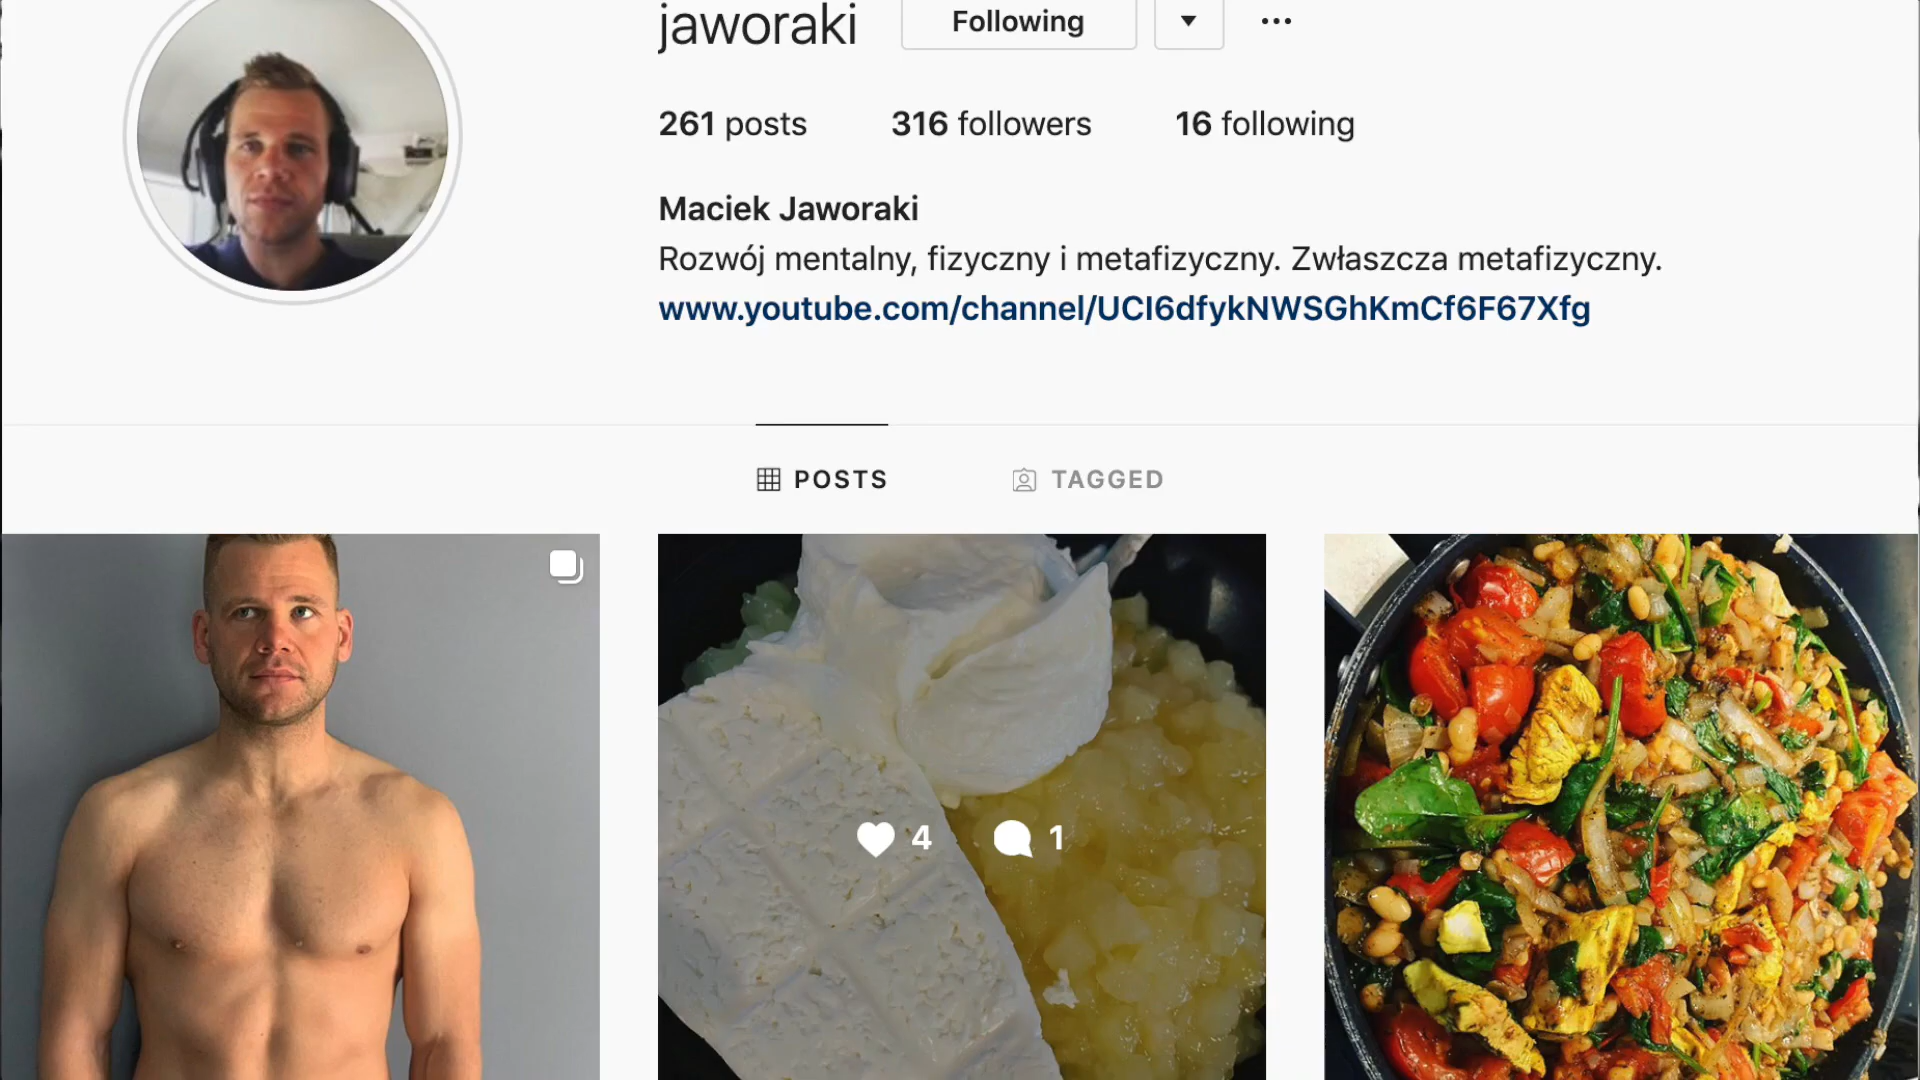 jaworaki Following
261 posts 316 followers 16 following
Maciek Jaworaki
Rozwój mentalny, fizyczny i metafizyczny. Zwłaszcza metafizyczny.
www.youtube.com/channel/UCI6dfykNWSGhKmCf6F67Xfg
POSTS TAGGED
4 1